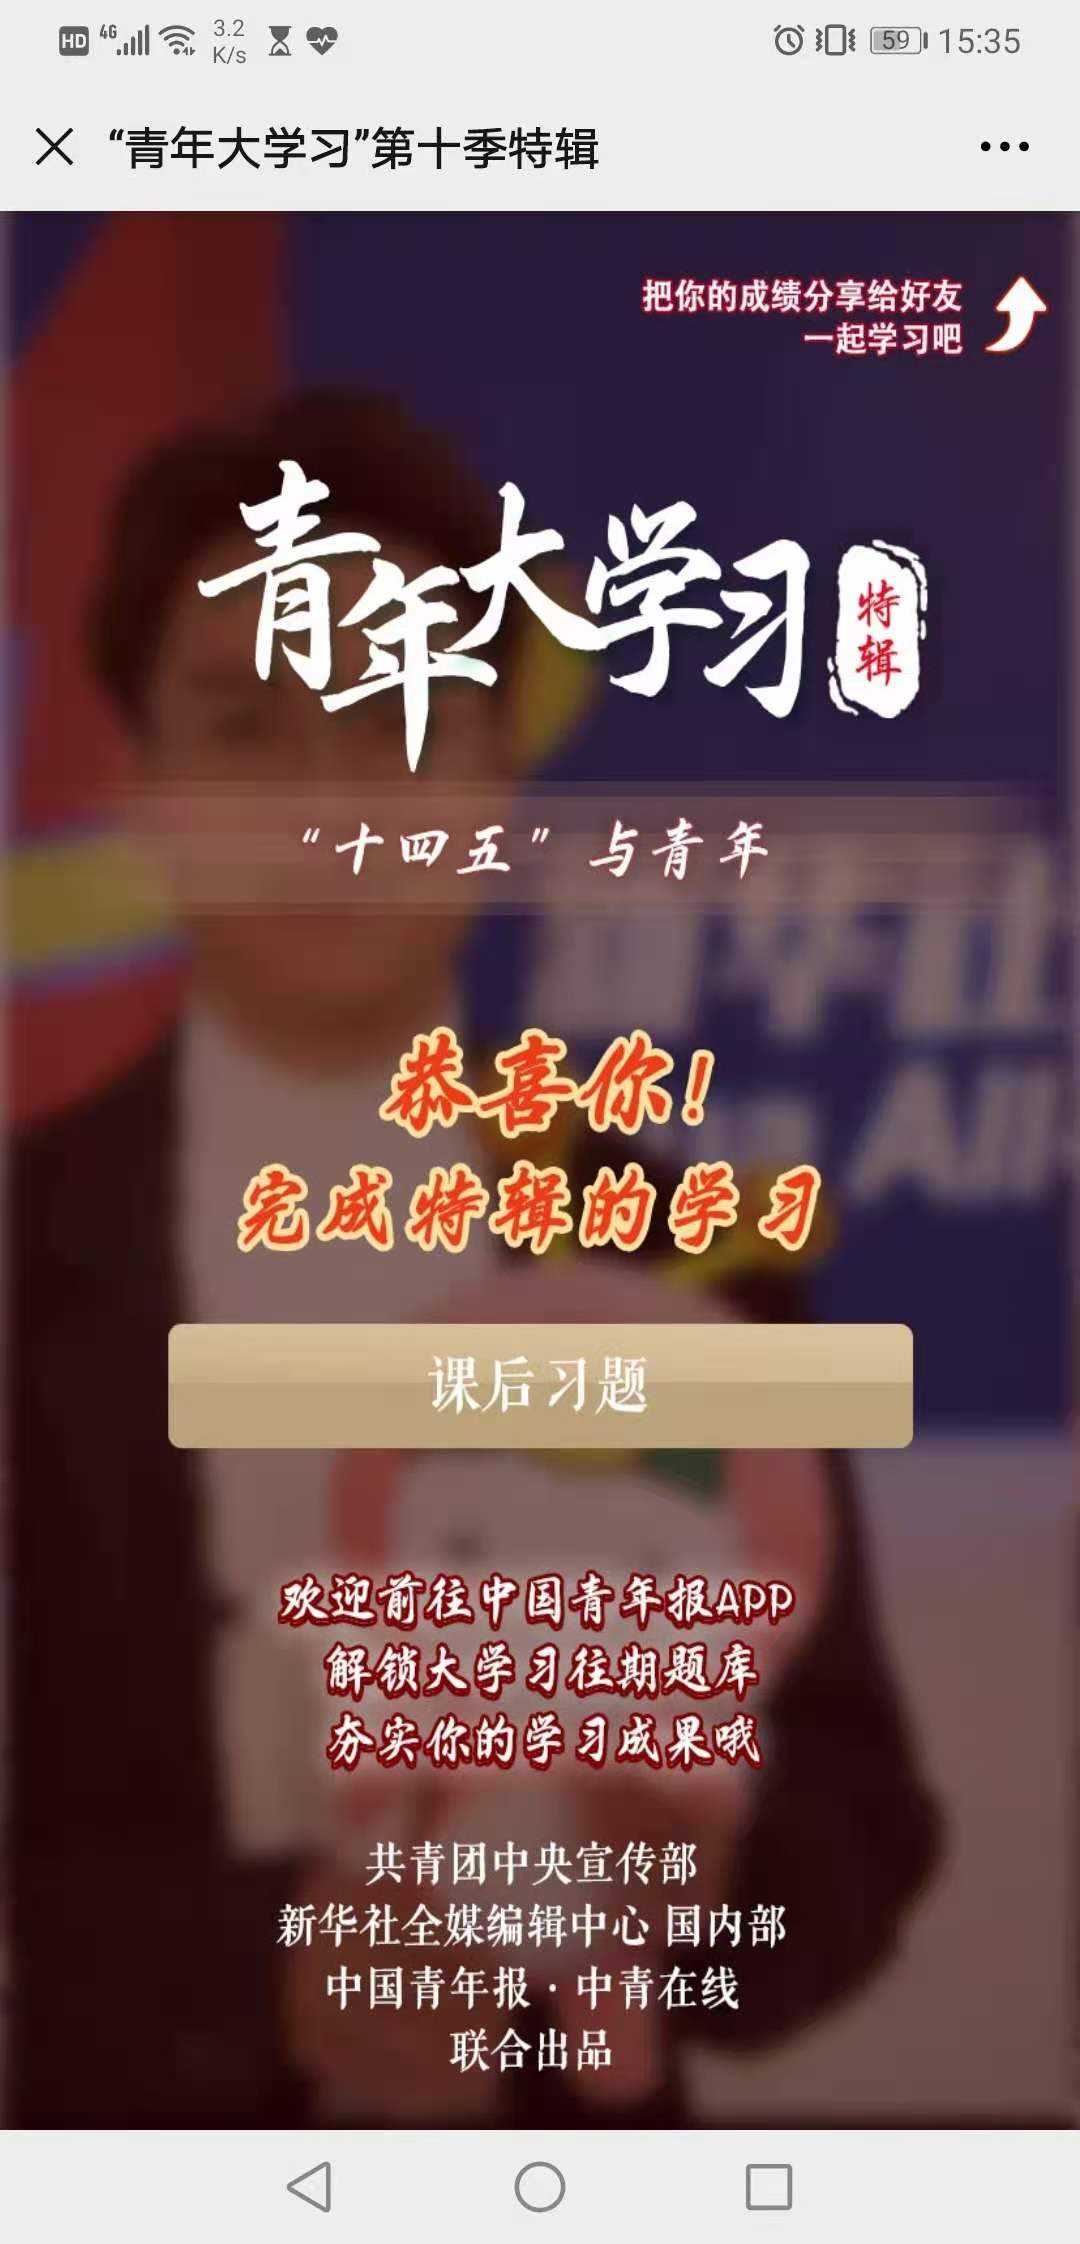 HD 4G 3.2 K/s 59 15:35
“青年大学习”第十季特辑
把你的成绩分享给好友
一起学习吧
青年大学习
特辑
“十四五”与青年
恭喜你!
完成特辑的学习
课后习题
欢迎前往中国青年报APP
解锁大学习往期题库
夯实你的学习成果哦
共青团中央宣传部
新华社全媒编辑中心 国内部
中国青年报·中青在线
联合出品